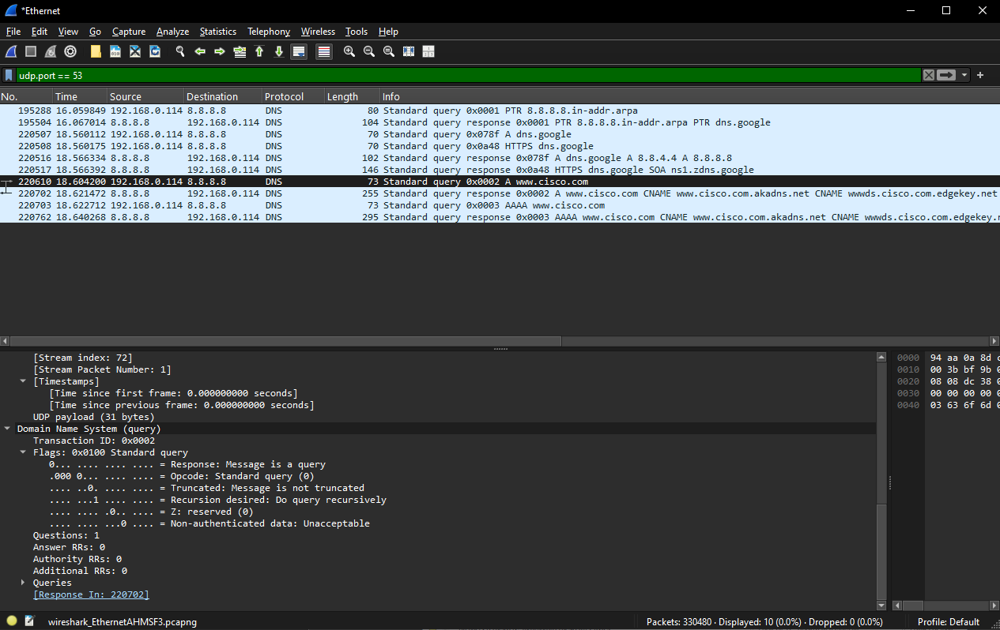 *Ethernet
File Edit View Go Capture Analyze Statistics Telephony Wireless Tools Help
udp.port == 53
No. Time Source Destination Protocol Length Info
195288 16.059849 192.168.0.114 8.8.8.8 DNS 80 Standard query 0x0001 PTR 8.8.8.8.in-addr.arpa
195504 16.067014 8.8.8.8 192.168.0.114 DNS 104 Standard query response 0x0001 PTR 8.8.8.8.in-addr.arpa PTR dns.google
220507 18.560112 192.168.0.114 8.8.8.8 DNS 70 Standard query 0x078f A dns.google
220508 18.560175 192.168.0.114 8.8.8.8 DNS 70 Standard query 0x0a48 HTTPS dns.google
220516 18.566334 8.8.8.8 192.168.0.114 DNS 102 Standard query response 0x078f A dns.google A 8.8.4.4 A 8.8.8.8
220517 18.566392 8.8.8.8 192.168.0.114 DNS 146 Standard query response 0x0a48 HTTPS dns.google SOA ns1.zdns.google
220610 18.604200 192.168.0.114 8.8.8.8 DNS 73 Standard query 0x0002 A www.cisco.com
220702 18.621472 8.8.8.8 192.168.0.114 DNS 255 Standard query response 0x0002 A www.cisco.com CNAME www.cisco.com.akadns.net CNAME wwwds.cisco.com.edgekey.net
220703 18.622712 192.168.0.114 8.8.8.8 DNS 73 Standard query 0x0003 AAAA www.cisco.com
220762 18.640268 8.8.8.8 192.168.0.114 DNS 295 Standard query response 0x0003 AAAA www.cisco.com CNAME www.cisco.com.akadns.net CNAME wwwds.cisco.com.edgekey.
[Stream index: 72]
[Stream Packet Number: 1]
[Timestamps]
[Time since first frame: 0.000000000 seconds]
[Time since previous frame: 0.000000000 seconds]
UDP payload (31 bytes)
Domain Name System (query)
Transaction ID: 0x0002
Flags: 0x0100 Standard query
0... .... .... .... = Response: Message is a query
.000 0... .... .... = Opcode: Standard query (0)
.... ..0. .... .... = Truncated: Message is not truncated
.... ...1 .... .... = Recursion desired: Do query recursively
.... .... .0.. .... = Z: reserved (0)
.... .... ...0 .... = Non-authenticated data: Unacceptable
Questions: 1
Answer RRs: 0
Authority RRs: 0
Additional RRs: 0
Queries
[Response In: 220702]
0000 94 aa 0a 8d
0010 00 3b bf 9b
0020 08 08 dc 38
0030 00 00 00 00
0040 03 63 6f 6d
wireshark_EthernetAHMSF3.pcapng
Packets: 330480 · Displayed: 10 (0.0%) · Dropped: 0 (0.0%)
Profile: Default